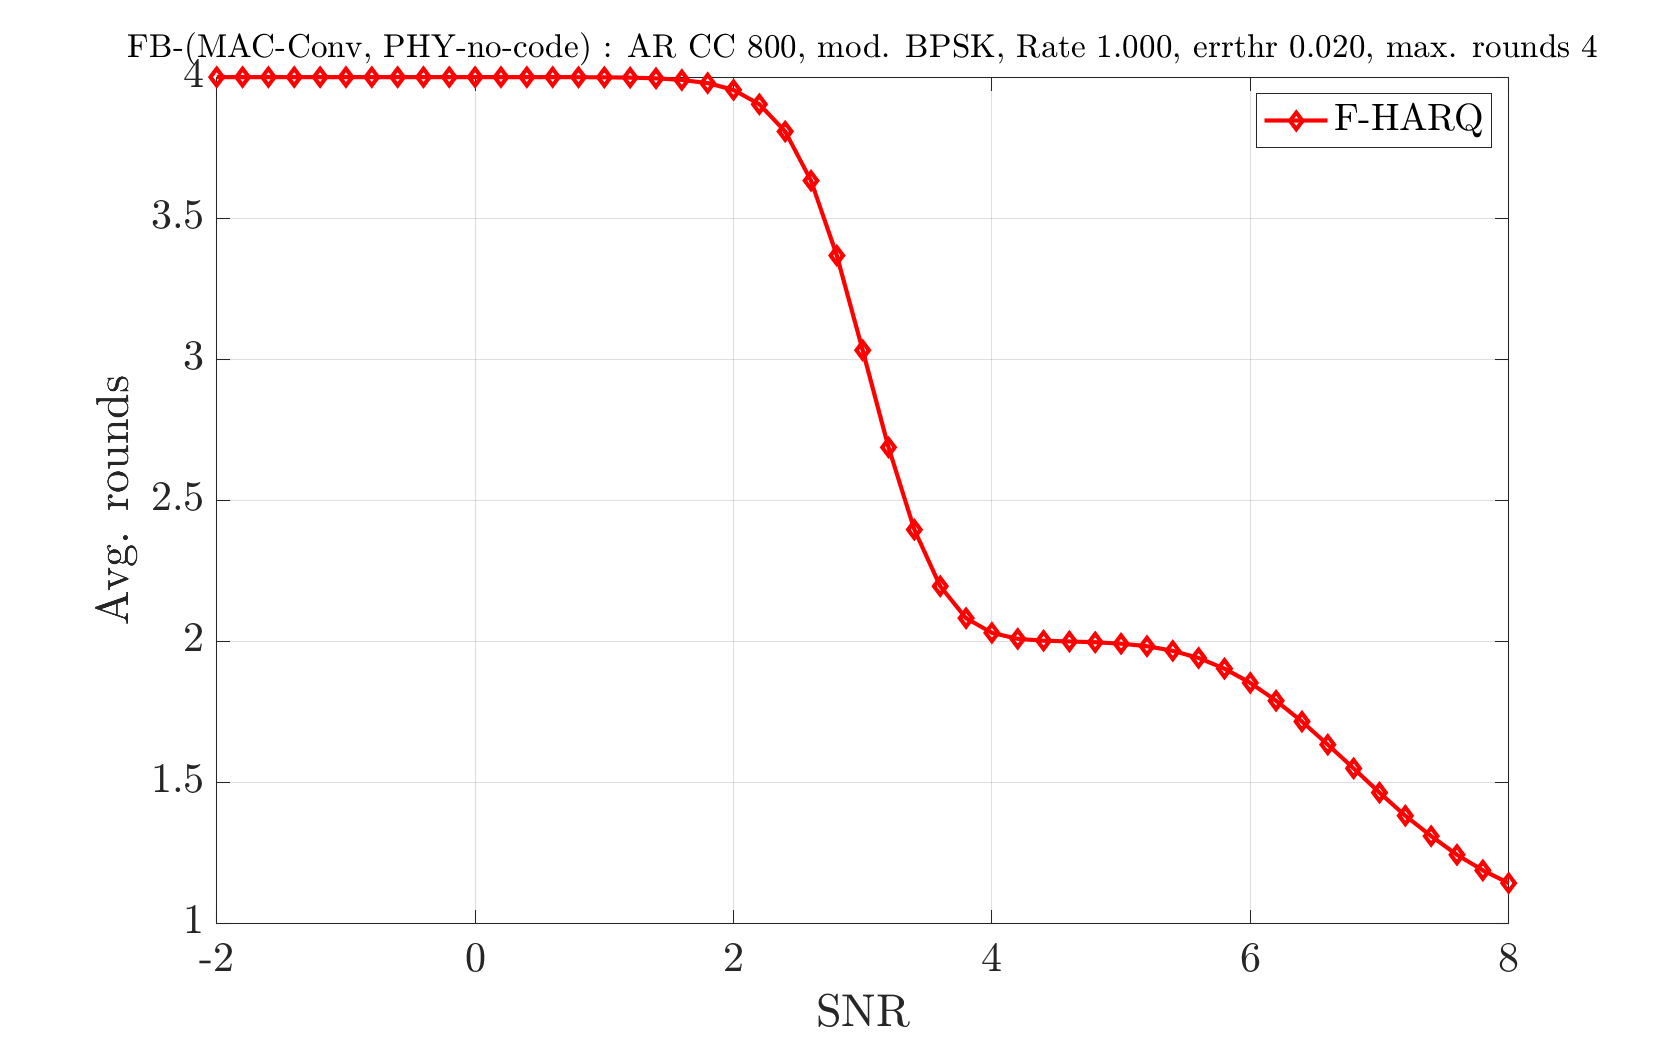 FB-(MAC-Conv, PHY-no-code) : AR CC 800, mod. BPSK, Rate 1.000, errthr 0.020, max. rounds 4
F-HARQ
4
3.5
3
2.5
2
1.5
1
Avg. rounds
-2 0 2 4 6 8
SNR